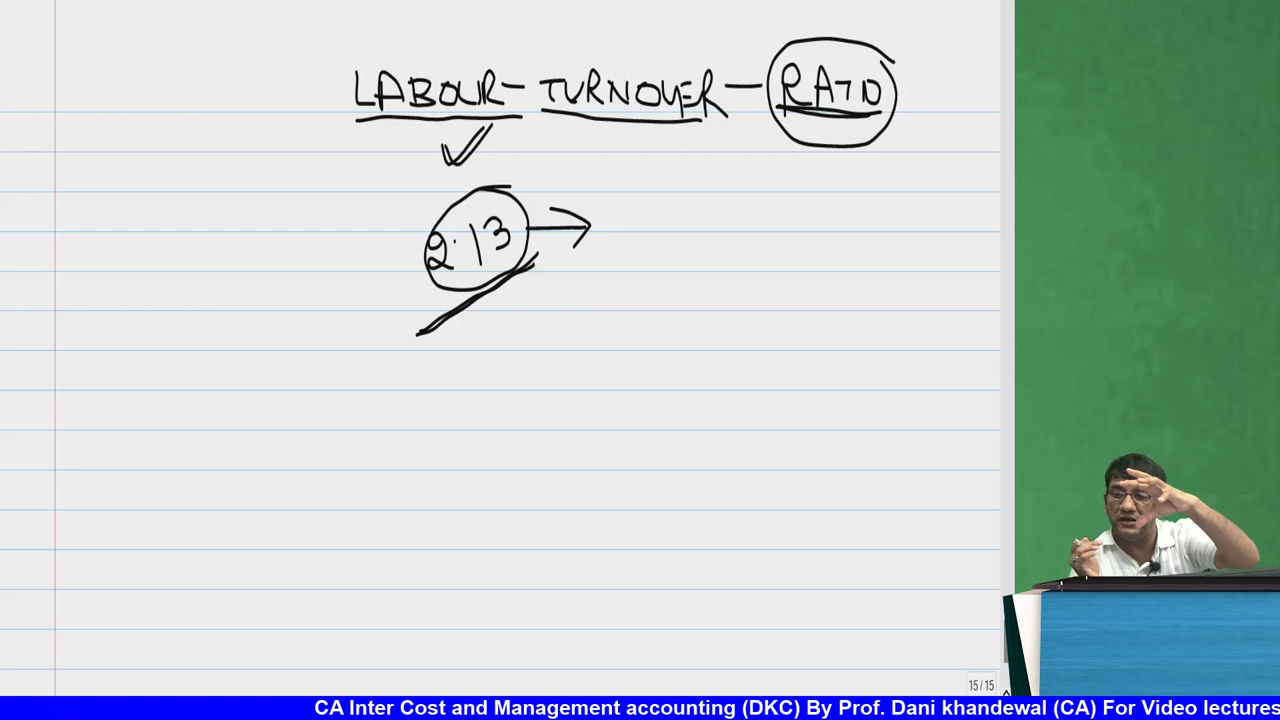 LABOUR - TURNOVER - RATIO
2.13 →
15/15
CA Inter Cost and Management accounting (DKC) By Prof. Dani khandewal (CA) For Video lectures